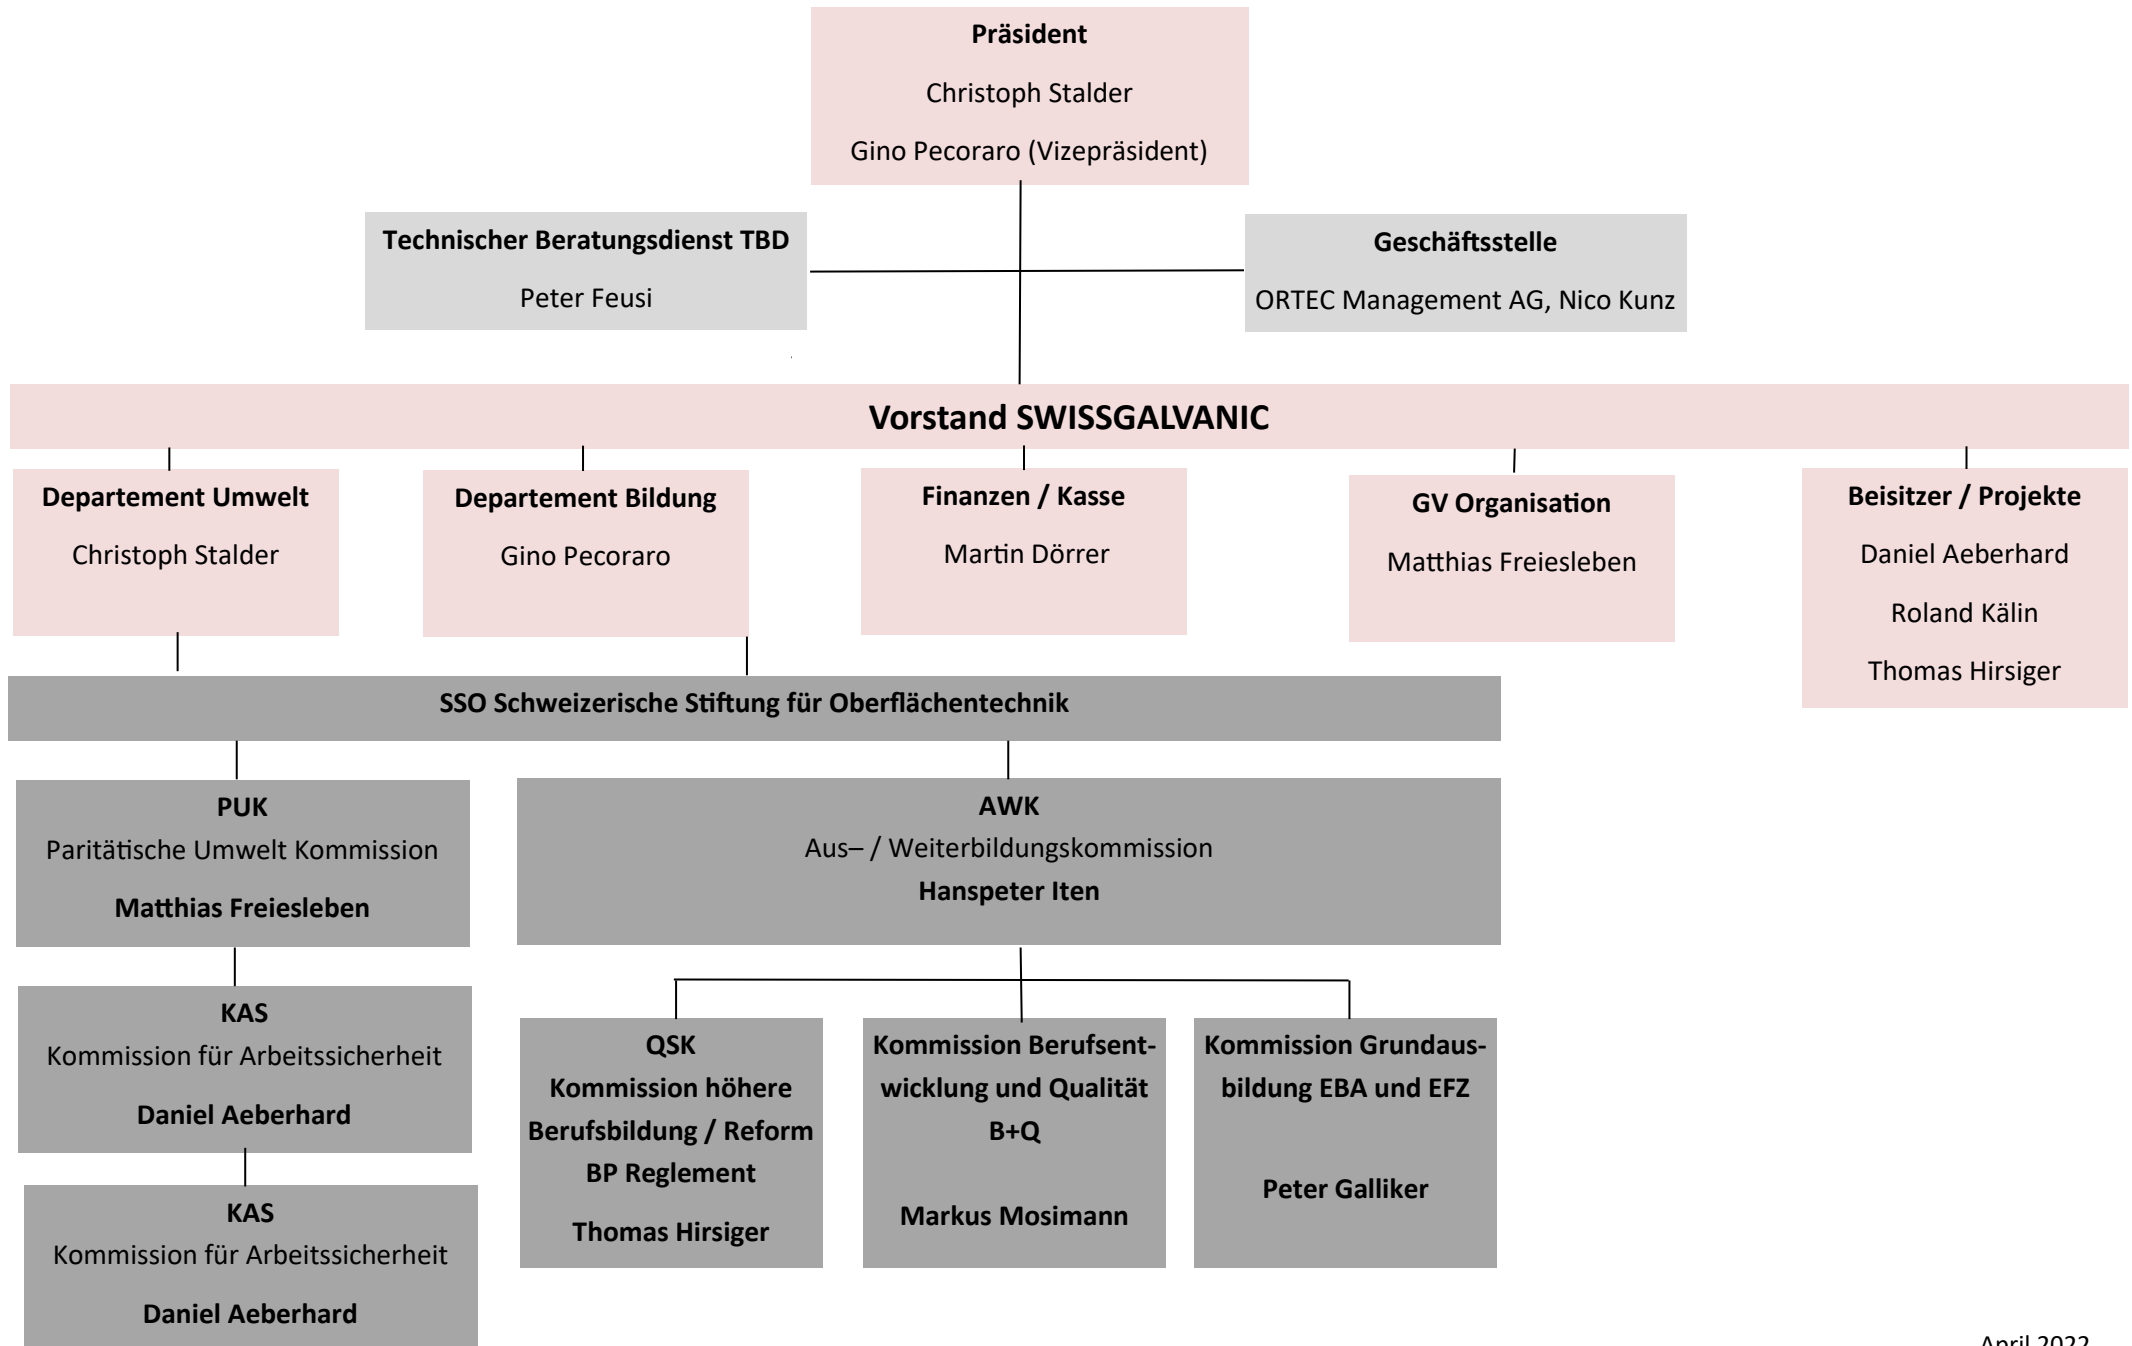 Präsident
Christoph Stalder
Gino Pecoraro (Vizepräsident)
Technischer Beratungsdienst TBD
Peter Feusi
Geschäftsstelle
ORTEC Management AG, Nico Kunz
Vorstand SWISSGALVANIC
Departement Umwelt
Christoph Stalder
Departement Bildung
Gino Pecoraro
Finanzen / Kasse
Martin Dörrer
GV Organisation
Matthias Freiesleben
Beisitzer / Projekte
Daniel Aeberhard
Roland Kälin
Thomas Hirsiger
SSO Schweizerische Stiftung für Oberflächentechnik
PUK
Paritätische Umwelt Kommission
Matthias Freiesleben
AWK
Aus– / Weiterbildungskommission
Hanspeter Iten
KAS
Kommission für Arbeitssicherheit
Daniel Aeberhard
KAS
Kommission für Arbeitssicherheit
Daniel Aeberhard
QSK
Kommission höhere
Berufsbildung / Reform
BP Reglement
Thomas Hirsiger
Kommission Berufsent-
wicklung und Qualität
B+Q
Markus Mosimann
Kommission Grundaus-
bildung EBA und EFZ
Peter Galliker
April 2022